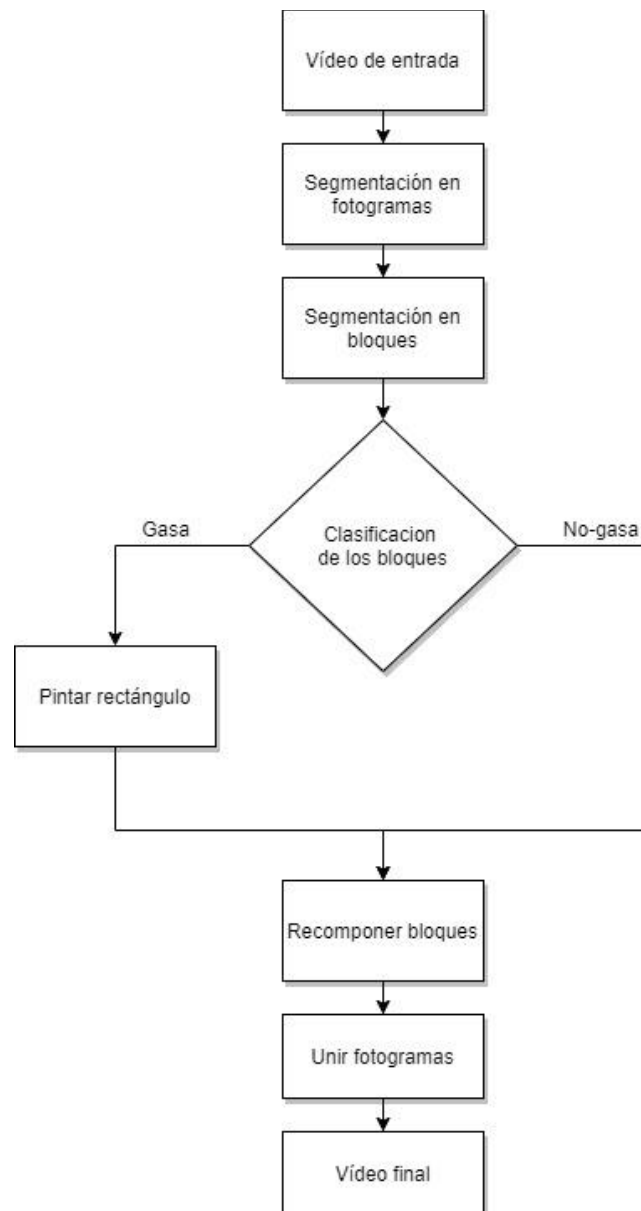 Vídeo de entrada
Segmentación en
fotogramas
Segmentación en
bloques
Clasificacion
de los bloques
Gasa
No-gasa
Pintar rectángulo
Recomponer bloques
Unir fotogramas
Vídeo final